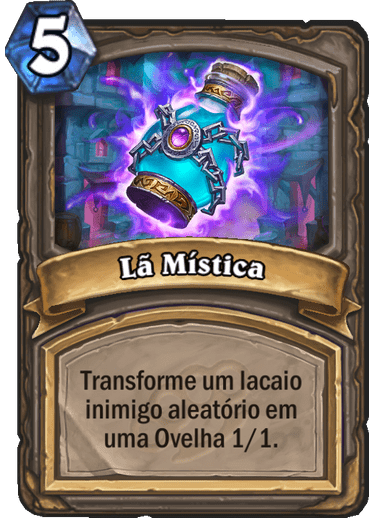 5
Lã Mística
Transforme um lacaio
inimigo aleatório em
uma Ovelha 1/1.